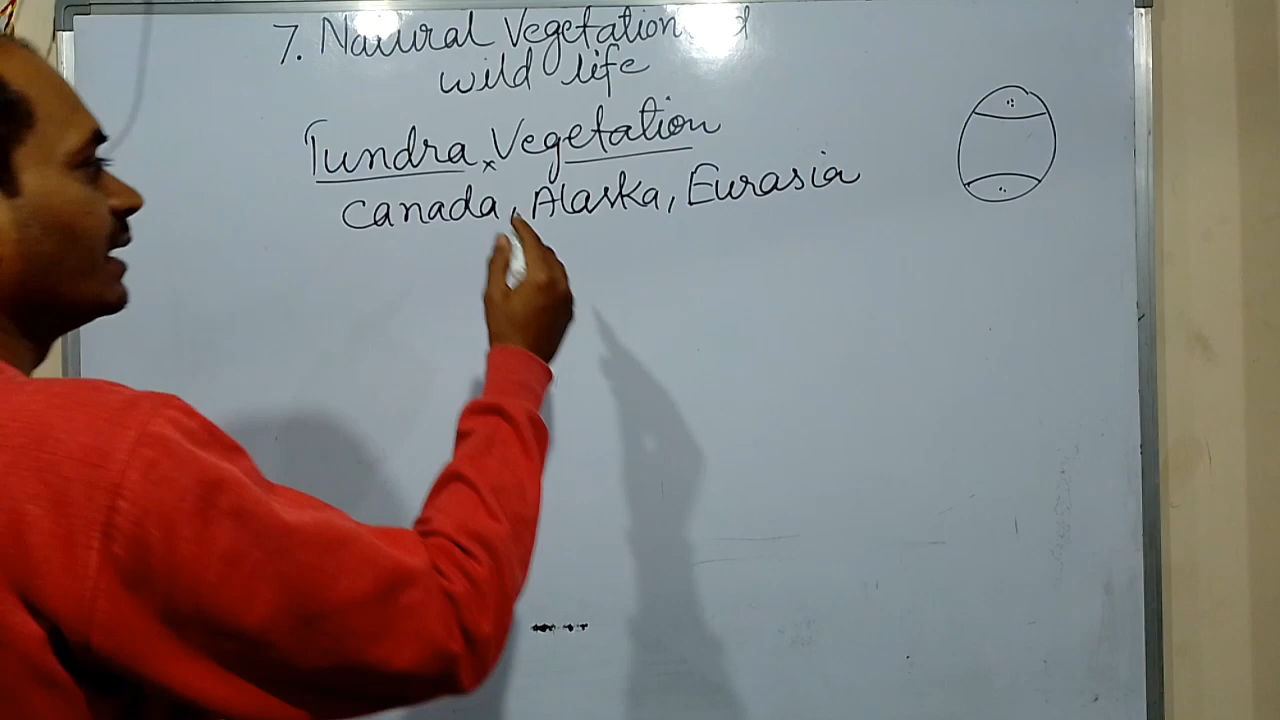 7. Natural Vegetation
wild life
Tundra Vegetation
Canada, Alaska, Eurasia